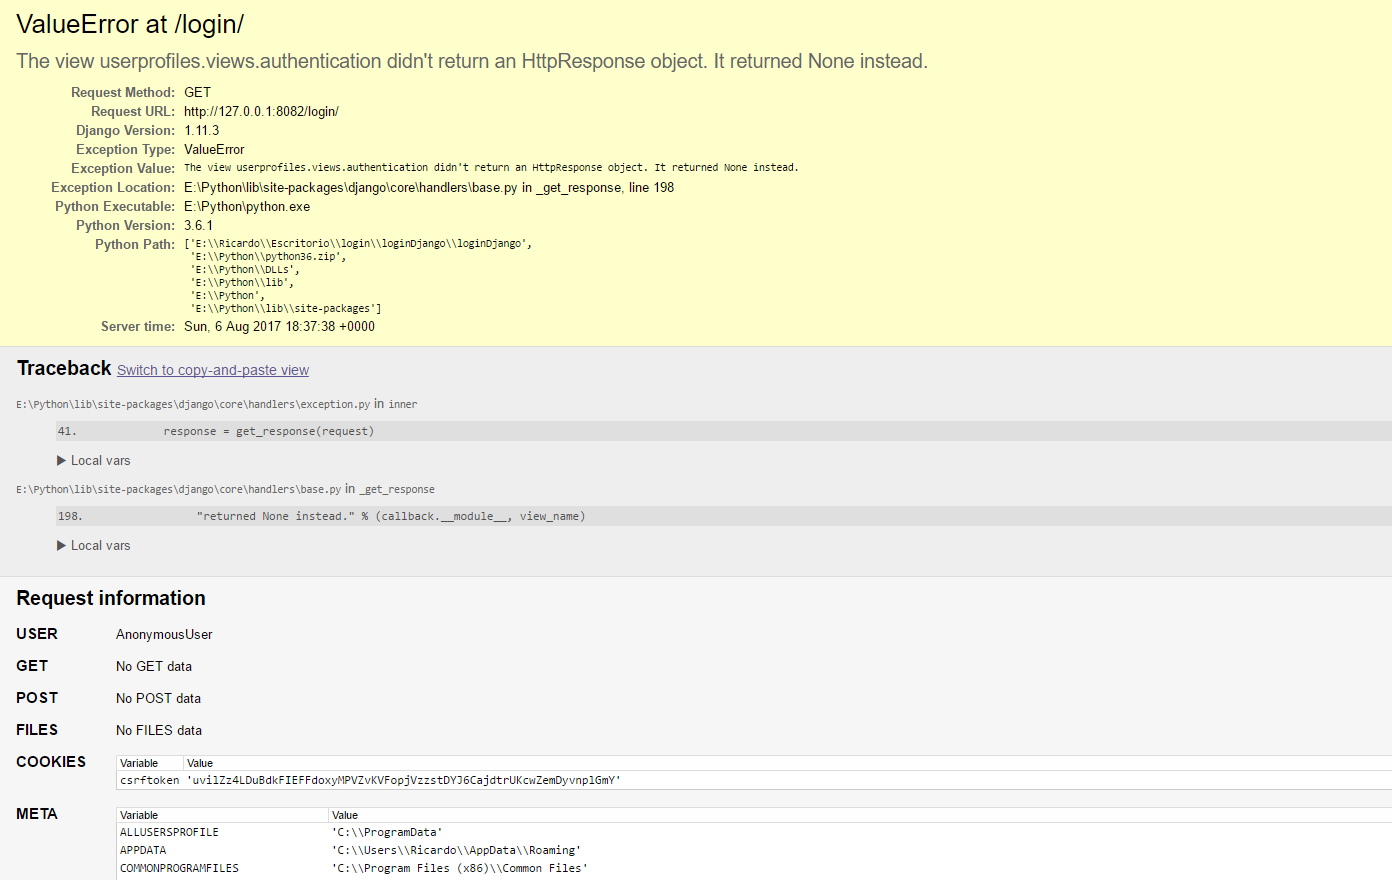 ValueError at /login/
The view userprofiles.views.authentication didn't return an HttpResponse object. It returned None instead.
Request Method: GET
Request URL: http://127.0.0.1:8082/login/
Django Version: 1.11.3
Exception Type: ValueError
Exception Value: The view userprofiles.views.authentication didn't return an HttpResponse object. It returned None instead.
Exception Location: E:\Python\lib\site-packages\django\core\handlers\base.py in _get_response, line 198
Python Executable: E:\Python\python.exe
Python Version: 3.6.1
Python Path: ['E:\\Ricardo\\Escritorio\\login\\loginDjango\\loginDjango',
'E:\\Python\\python36.zip',
'E:\\Python\\DLLs',
'E:\\Python\\lib',
'E:\\Python',
'E:\\Python\\lib\\site-packages']
Server time: Sun, 6 Aug 2017 18:37:38 +0000
Traceback Switch to copy-and-paste view
E:\Python\lib\site-packages\django\core\handlers\exception.py in inner
41. response = get_response(request)
▶ Local vars
E:\Python\lib\site-packages\django\core\handlers\base.py in _get_response
198. "returned None instead." % (callback.__module__, view_name)
▶ Local vars
Request information
USER AnonymousUser
GET No GET data
POST No POST data
FILES No FILES data
COOKIES Variable Value
csrftoken 'uvilZz4LDuBdkFIEFFdoxyMPVZvKVFopjVzzstDYJ6CajdtrUKcwZemDyvnplGmY'
META Variable Value
ALLUSERSPROFILE 'C:\\ProgramData'
APPDATA 'C:\\Users\\Ricardo\\AppData\\Roaming'
COMMONPROGRAMFILES 'C:\\Program Files (x86)\\Common Files'